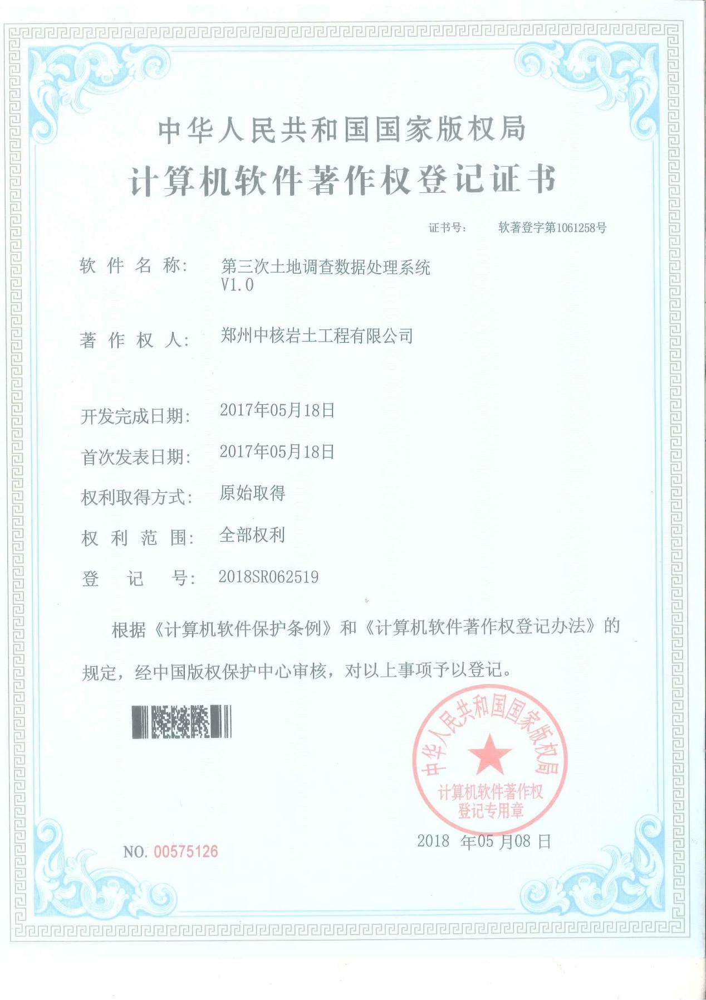 中华人民共和国国家版权局
计算机软件著作权登记证书
证书号： 软著登字第1061258号
软件名称： 第三次土地调查数据处理系统
V1.0
著作权人： 郑州中核岩土工程有限公司
开发完成日期： 2017年05月18日
首次发表日期： 2017年05月18日
权利取得方式： 原始取得
权利范围： 全部权利
登记号： 2018SR062519
根据《计算机软件保护条例》和《计算机软件著作权登记办法》的
规定，经中国版权保护中心审核，对以上事项予以登记。
中华人民共和国国家版权局
计算机软件著作权
登记专用章
NO. 00575126
2018 年05 月08 日